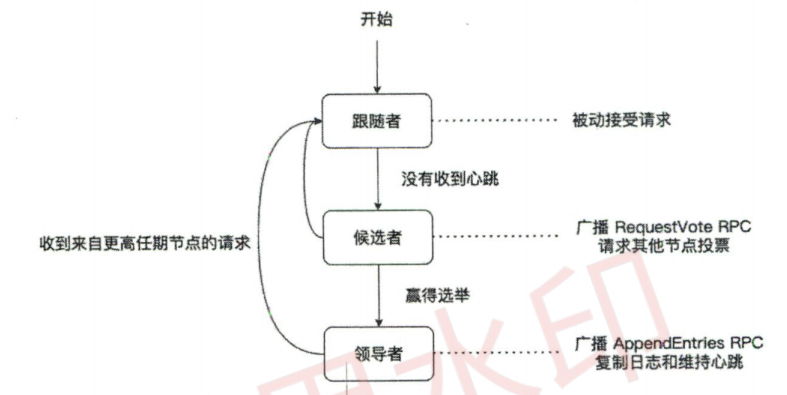 开始
跟随者
被动接受请求
没有收到心跳
收到来自更高任期节点的请求
候选者
广播 RequestVote RPC
请求其他节点投票
赢得选举
领导者
广播 AppendEntries RPC
复制日志和维持心跳
水印